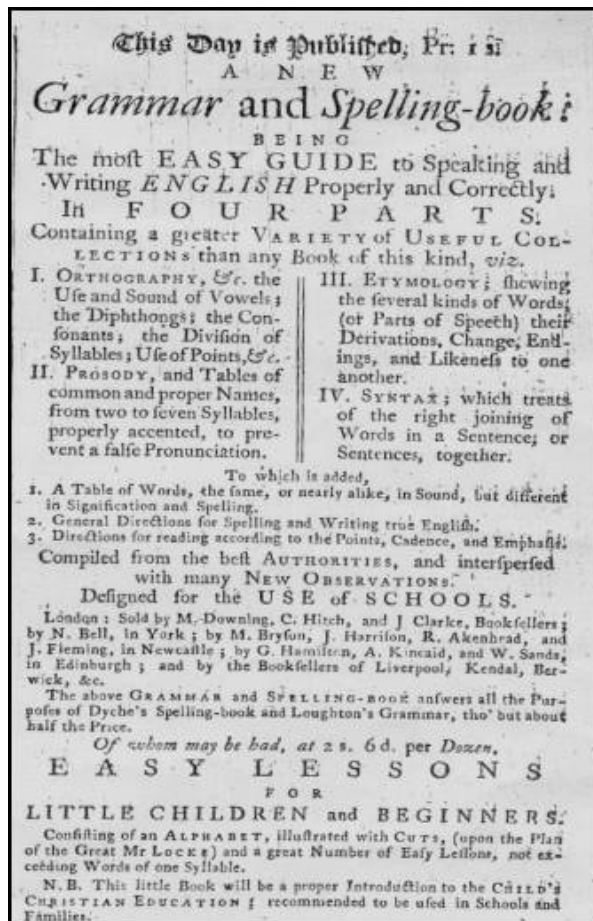 This Day is Publiſhed, Pr: 1 s.
A NEW
Grammar and Spelling-book:
BEING
The moſt EASY GUIDE to Speaking and
Writing ENGLISH Properly and Correctly.
In FOUR PARTS.
Containing a greater VARIETY of USEFUL COL-
LECTIONS than any Book of this kind, viz.
I. ORTHOGRAPHY, &c. the
Uſe and Sound of Vowels;
the Diphthongs; the Con-
ſonants; the Diviſion of
Syllables; Uſe of Points, &c.
II. PROSODY, and Tables of
common and proper Names,
from two to ſeven Syllables,
properly accented, to pre-
vent a falſe Pronunciation.
III. ETYMOLOGY; ſhewing
the ſeveral kinds of Words;
(or Parts of Speech) their
Derivations, Change, End-
ings, and Likeneſs to one
another.
IV. SYNTAX; which treats
of the right joining of
Words in a Sentence; or
Sentences, together.
To which is added,
1. A Table of Words, the ſame, or nearly alike, in Sound, but different
in Signification and Spelling.
2. General Directions for Spelling and Writing true Engliſh.
3. Directions for reading according to the Points, Cadence, and Emphaſis.
Compiled from the beſt AUTHORITIES, and interſperſed
with many NEW OBSERVATIONS.
Deſigned for the USE of SCHOOLS.
London: Sold by M. Downing, C. Hitch, and J Clarke, Bookſellers;
by N. Bell, in York; by M. Bryſon, J. Harriſon, R. Akenhead, and
J. Fleming, in Newcaſtle; by G. Hamilton, A. Kincaid, and W. Sands,
in Edinburgh; and by the Bookſellers of Liverpool, Kendal, Ber-
wick, &c.
The above GRAMMAR and SPELLING-BOOK anſwers all the Pur-
poſes of Dyche's Spelling-book and Loughton's Grammar, tho' but about
half the Price.
Of whom may be had, at 2 s. 6 d. per Dozen,
EASY LESSONS
FOR
LITTLE CHILDREN and BEGINNERS.
Conſiſting of an ALPHABET, illuſtrated with CUTS, (upon the Plan
of the Great Mr LOCKE) and a great Number of Eaſy Leſſons, not ex-
ceeding Words of one Syllable.
N.B. This little Book will be a proper Introduction to the CHILD'S
CHRISTIAN EDUCATION; recommended to be uſed in Schools and
Families.